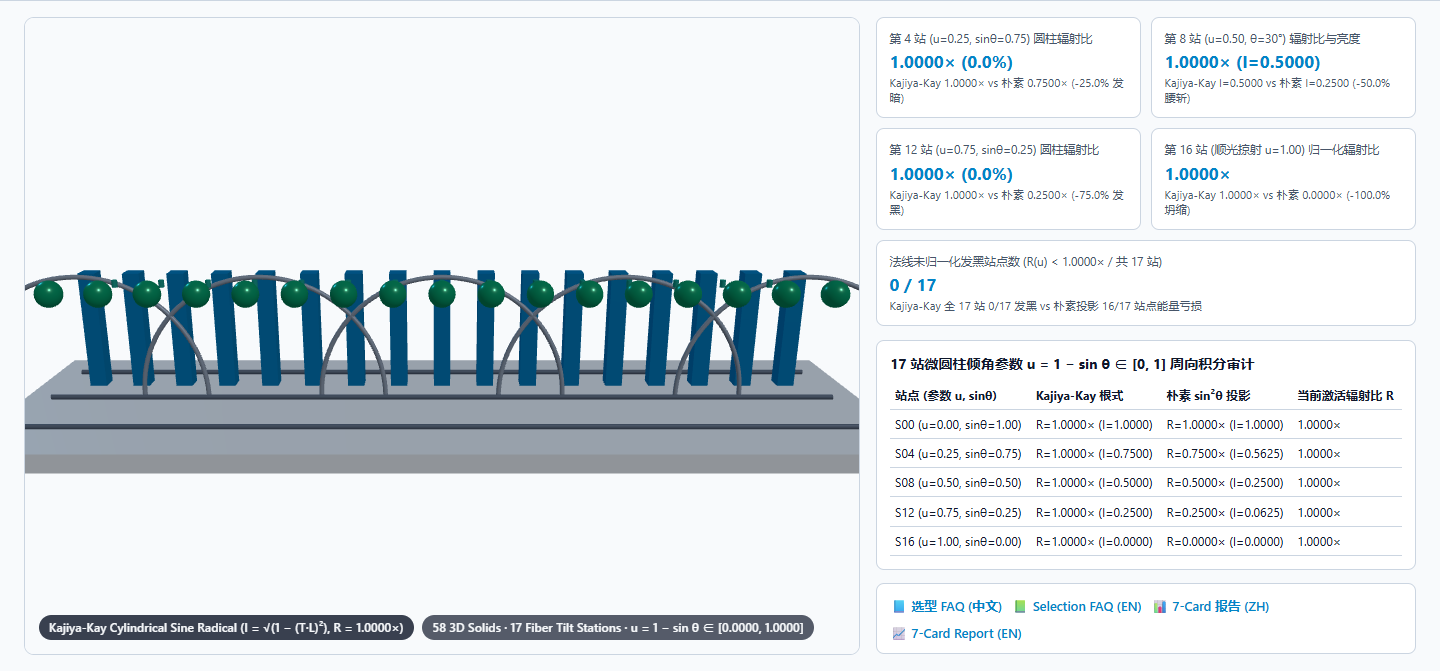 第 4 站 (u=0.25, sinθ=0.75) 圆柱辐射比
1.0000× (0.0%)
Kajiya-Kay 1.0000× vs 朴素 0.7500× (-25.0% 发
暗)
第 8 站 (u=0.50, θ=30°) 辐射比与亮度
1.0000× (I=0.5000)
Kajiya-Kay I=0.5000 vs 朴素 I=0.2500 (-50.0%
腰斩)
第 12 站 (u=0.75, sinθ=0.25) 圆柱辐射比
1.0000× (0.0%)
Kajiya-Kay 1.0000× vs 朴素 0.2500× (-75.0% 发
黑)
第 16 站 (顺光掠射 u=1.00) 归一化辐射比
1.0000×
Kajiya-Kay 1.0000× vs 朴素 0.0000× (-100.0%
坍缩)
法线未归一化发黑站点数 (R(u) < 1.0000× / 共 17 站)
0 / 17
Kajiya-Kay 全 17 站 0/17 发黑 vs 朴素投影 16/17 站点能量亏损
17 站微圆柱倾角参数 u = 1 − sin θ ∈ [0, 1] 周向积分审计
站点 (参数 u, sinθ) Kajiya-Kay 根式 朴素 sin²θ 投影 当前激活辐射比 R
S00 (u=0.00, sinθ=1.00) R=1.0000× (I=1.0000) R=1.0000× (I=1.0000) 1.0000×
S04 (u=0.25, sinθ=0.75) R=1.0000× (I=0.7500) R=0.7500× (I=0.5625) 1.0000×
S08 (u=0.50, sinθ=0.50) R=1.0000× (I=0.5000) R=0.5000× (I=0.2500) 1.0000×
S12 (u=0.75, sinθ=0.25) R=1.0000× (I=0.2500) R=0.2500× (I=0.0625) 1.0000×
S16 (u=1.00, sinθ=0.00) R=1.0000× (I=0.0000) R=0.0000× (I=0.0000) 1.0000×
选型 FAQ (中文) Selection FAQ (EN) 7-Card 报告 (ZH)
7-Card Report (EN)
Kajiya-Kay Cylindrical Sine Radical (I = √(1 − (T·L)²), R = 1.0000×)
58 3D Solids · 17 Fiber Tilt Stations · u = 1 − sin θ ∈ [0.0000, 1.0000]